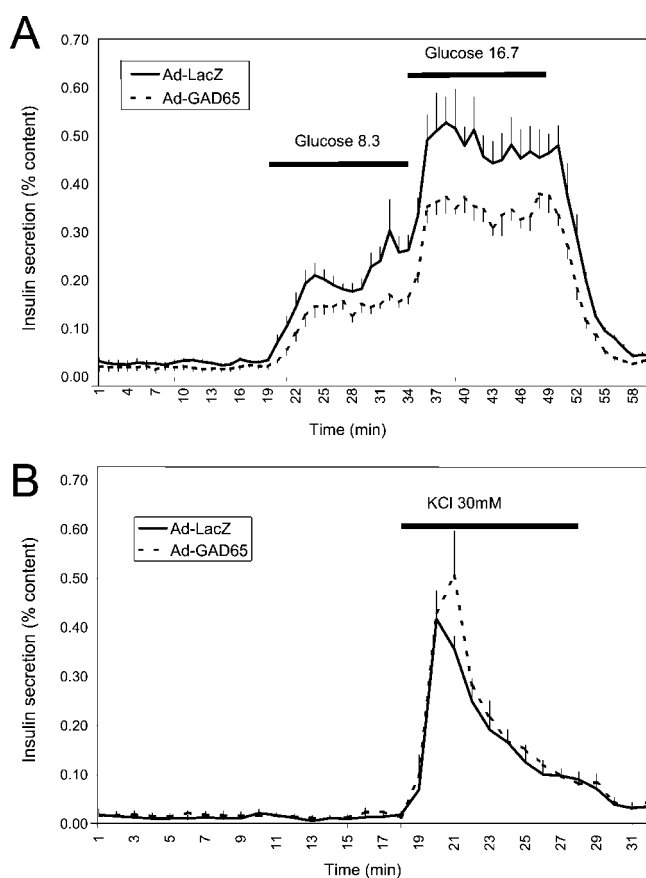 A
0.70
0.60
0.50
0.40
0.30
0.20
0.10
0.00
Insulin secretion (% content)
Ad-LacZ
Ad-GAD65
Glucose 8.3
Glucose 16.7
1 4 7 10 13 16 19 22 25 28 31 34 37 40 43 46 49 52 55 58
Time (min)
B
0.70
0.60
0.50
0.40
0.30
0.20
0.10
0.00
Insulin secretion (% content)
Ad-LacZ
Ad-GAD65
KCl 30mM
1 3 5 7 9 11 13 15 17 19 21 23 25 27 29 31
Time (min)